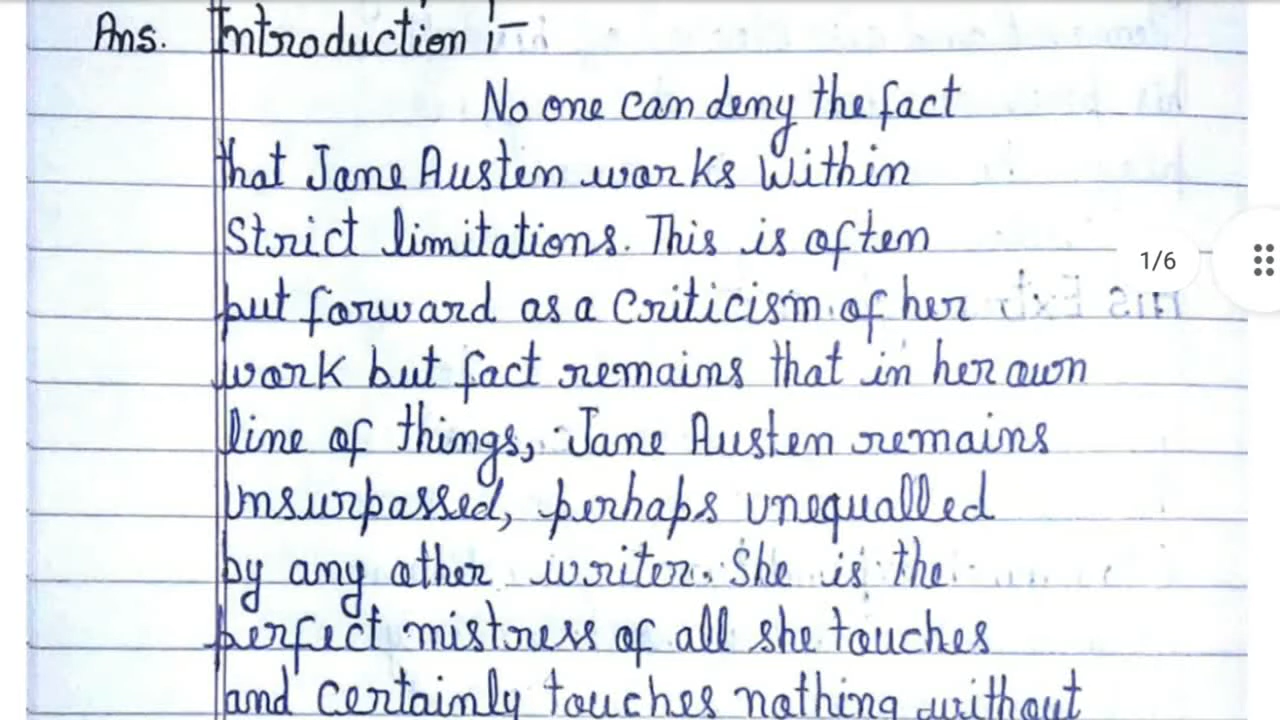 Ans. Introduction :-
No one can deny the fact
that Jane Austen works within
Strict limitations. This is often
put forward as a criticism of her
1/6
work but fact remains that in her own
line of things, Jane Austen remains
unsurpassed, perhaps unequalled
by any other writer. She is the
perfect mistress of all she touches
and certainly touches nothing without